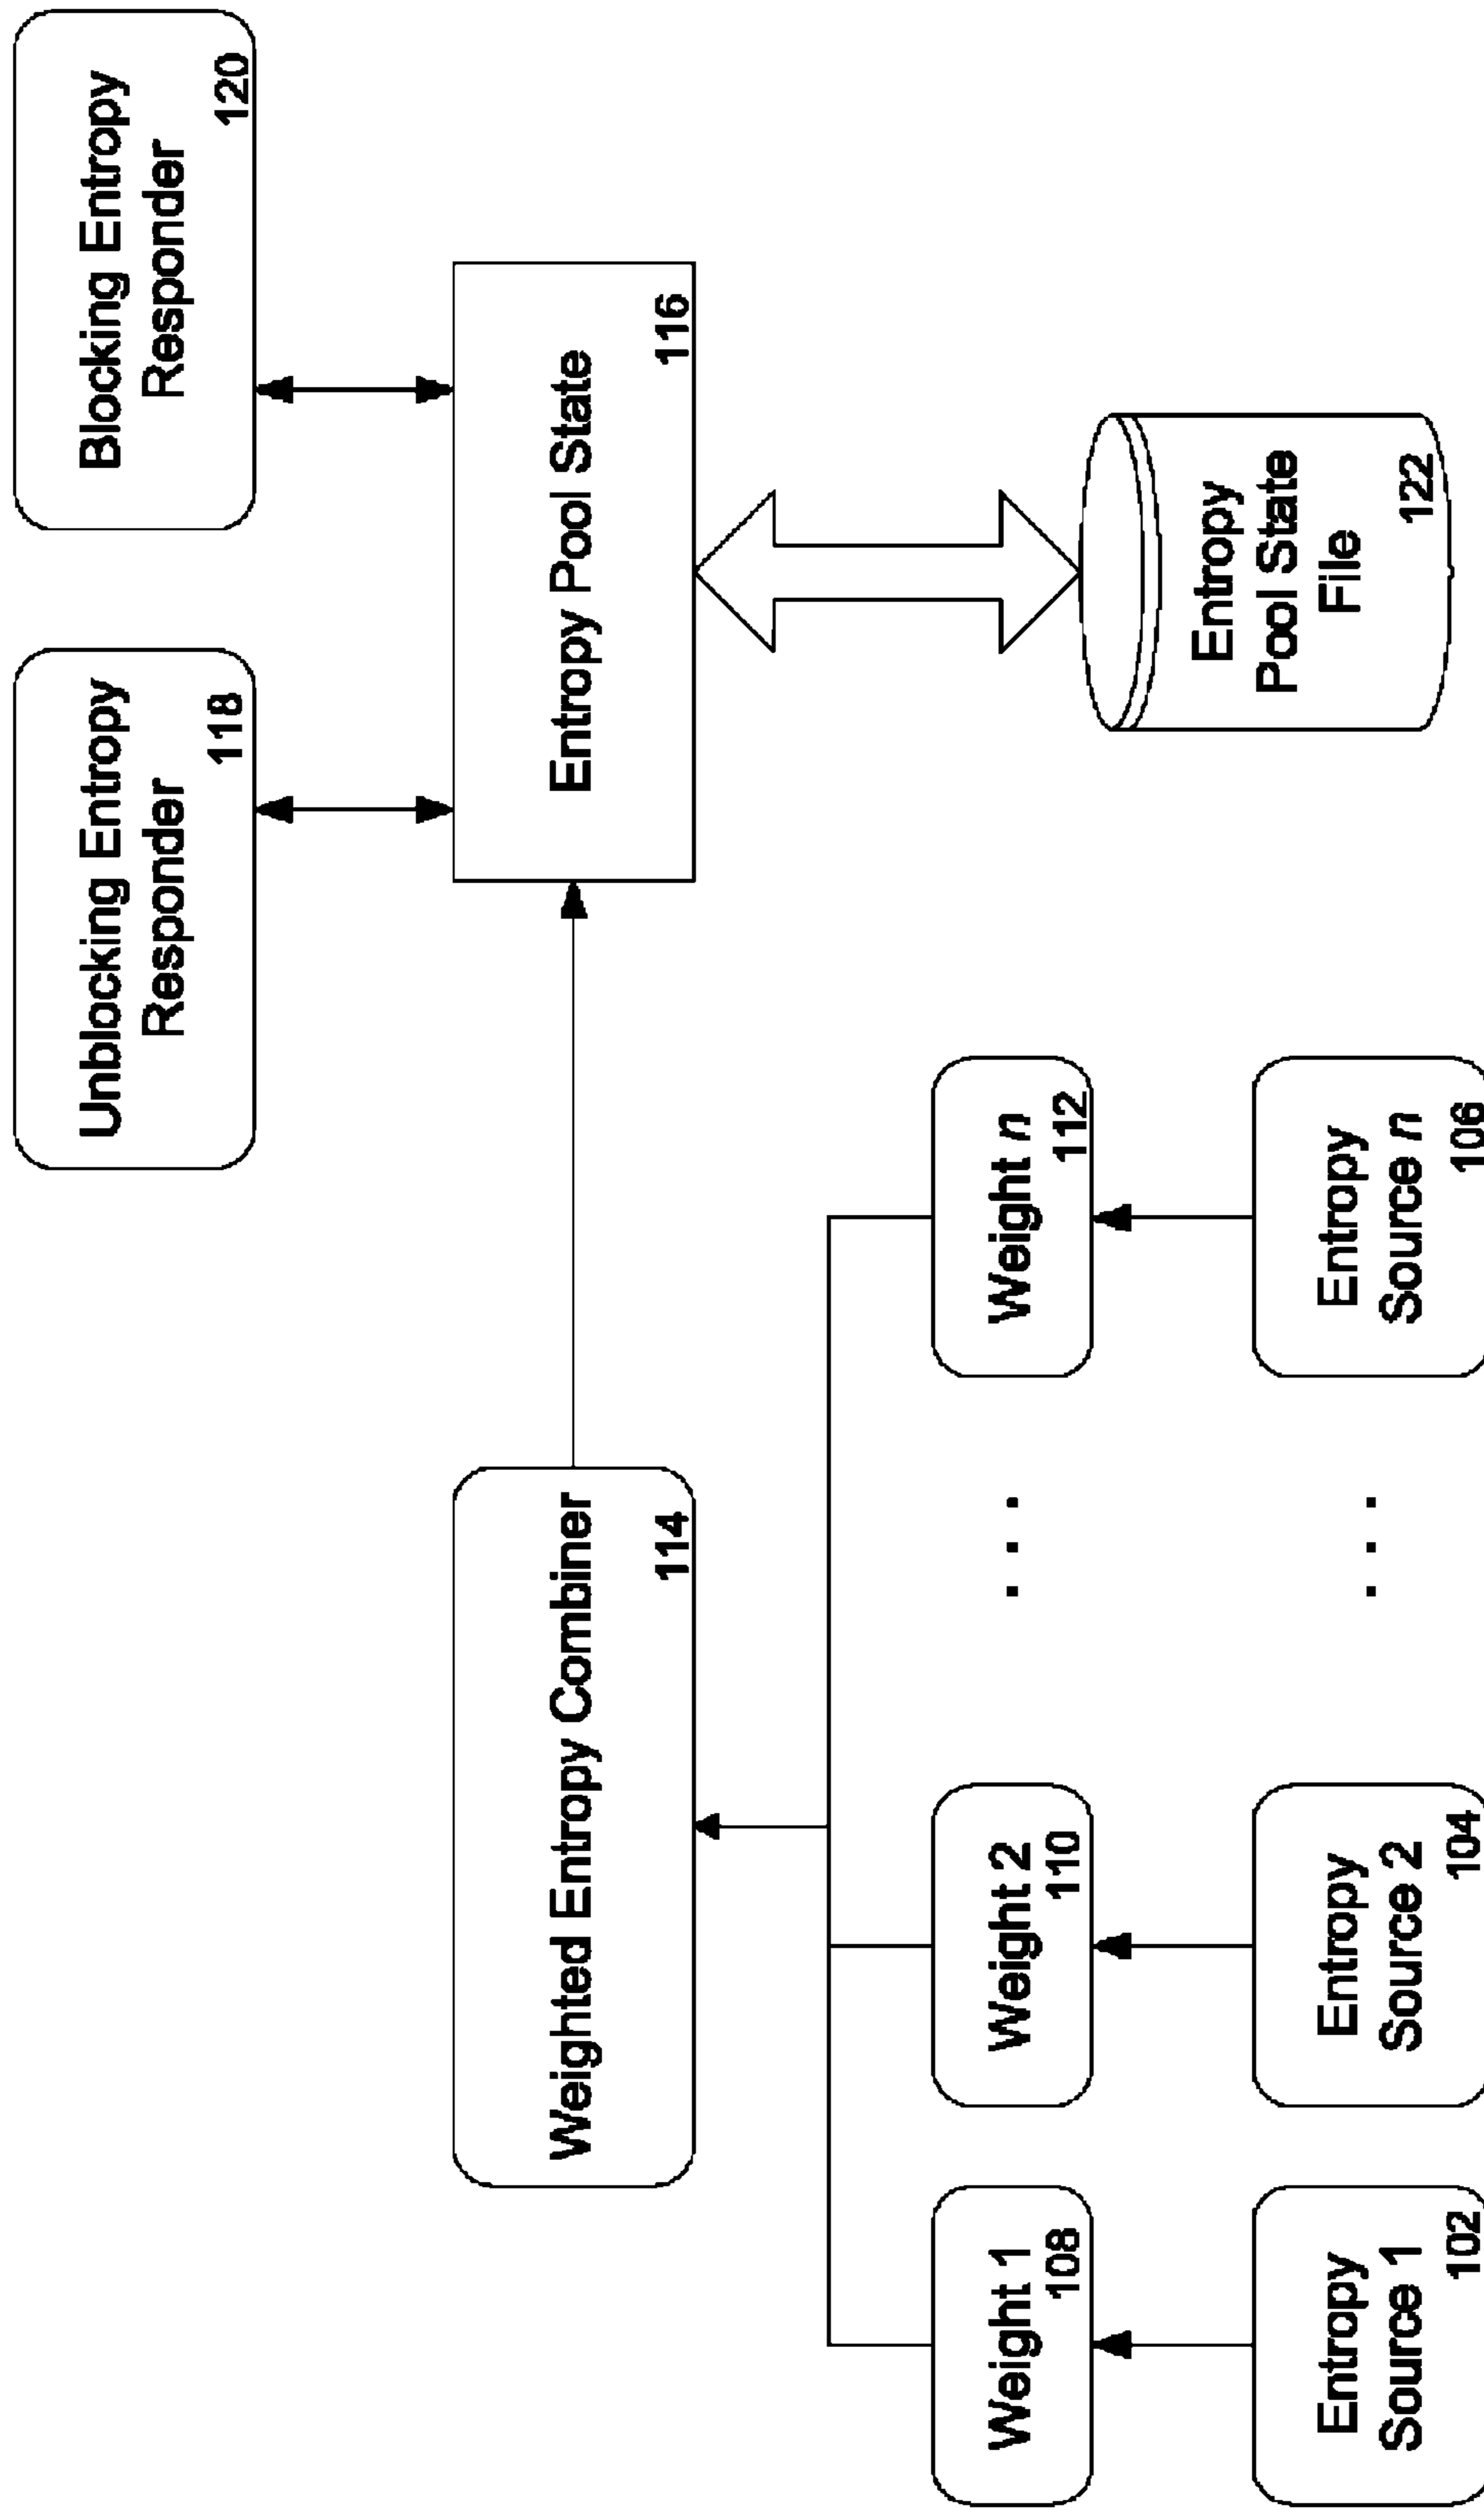 Unblocking Entropy
Responder
118
Blocking Entropy
Responder
120
Weighted Entropy Combiner
114
Entropy Pool State
116
Weight 1
108
Weight 2
110
. . .
Weight n
112
Entropy
Source 1
102
Entropy
Source 2
104
. . .
Entropy
Source n
106
Entropy
Pool State
File
122